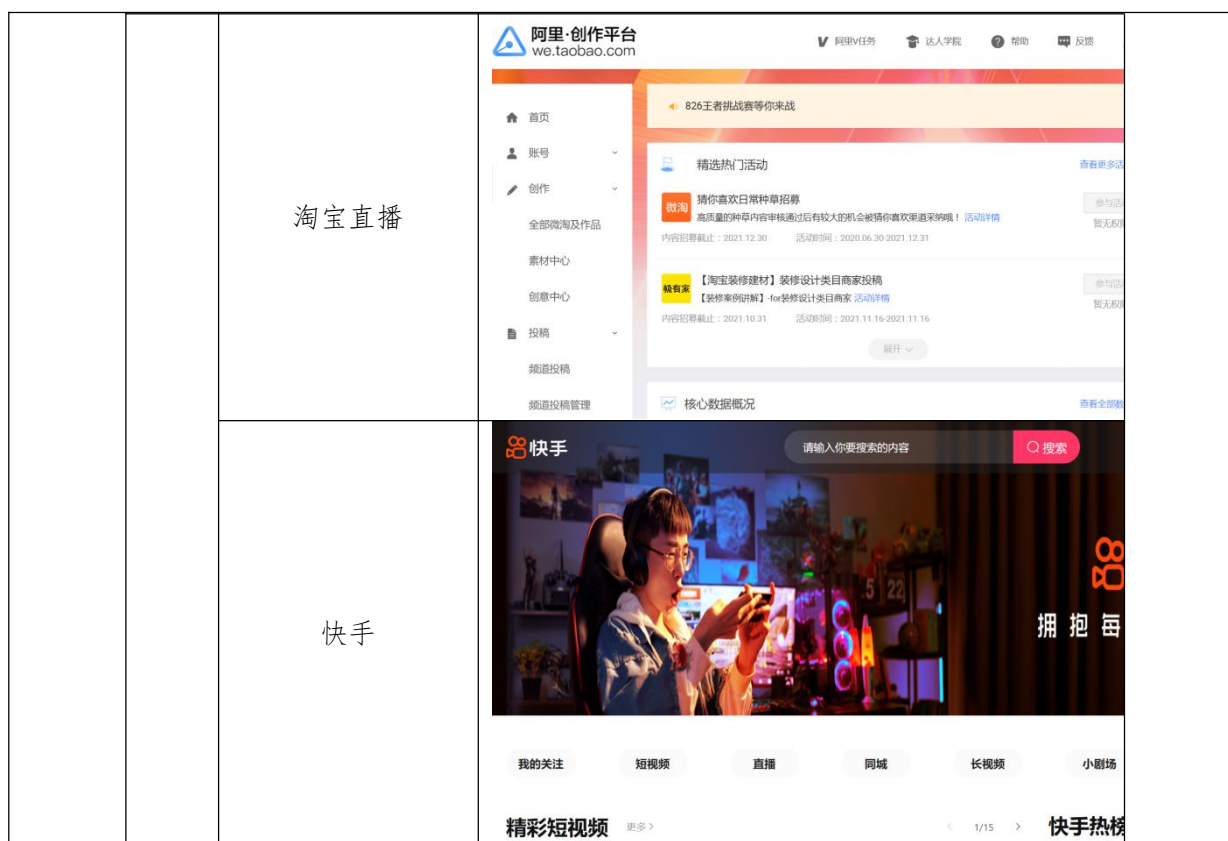 淘宝直播
阿里·创作平台
we.taobao.com
阿里V任务 达人学院 帮助 反馈
826王者挑战赛等你来战
首页
账号
创作
全部微淘及作品
素材中心
创意中心
投稿
频道投稿
频道投稿管理
精选热门活动 查看更多活
微淘
猜你喜欢日常种草招募
高质量的种草内容审核通过后有较大的机会被猜你喜欢渠道采纳哦！ 活动详情
内容招募截止：2021.12.30 活动时间：2020.06.30-2021.12.31
参与活
暂无权
极有家
【淘宝装修建材】装修设计类目商家投稿
【装修案例讲解】-for装修设计类目商家 活动详情
内容招募截止：2021.10.31 活动时间：2021.11.16-2021.11.16
参与活
暂无权
展开
核心数据概况 查看全部数
快手
快手
请输入你要搜索的内容 搜索
5 22
拥抱每
我的关注 短视频 直播 同城 长视频 小剧场
精彩短视频 更多 1/15 快手热榜